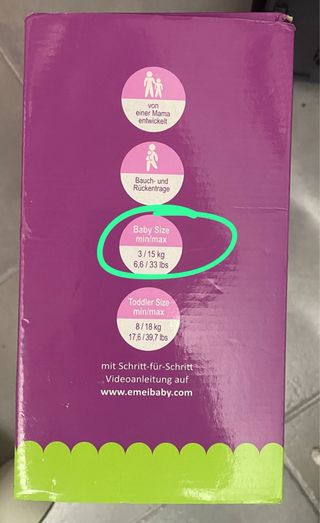 von
einer Mama
entwickelt
Bauch- und
Rückentrage
Baby Size
min/max
3 / 15 kg
6,6 / 33 lbs
Toddler Size
min/max
8 / 18 kg
17,6 / 39,7 lbs
mit Schritt-für-Schritt
Videoanleitung auf
www.emeibaby.com